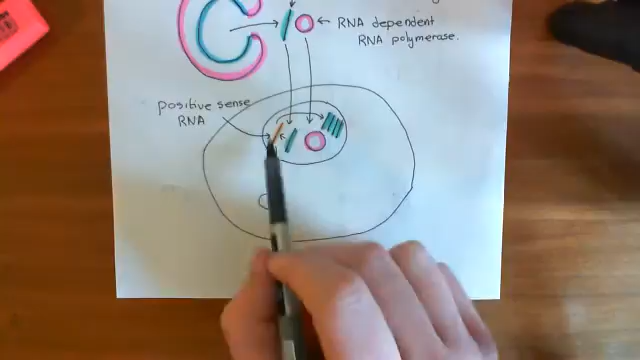 RNA dependent
RNA polymerase.
positive sense
RNA